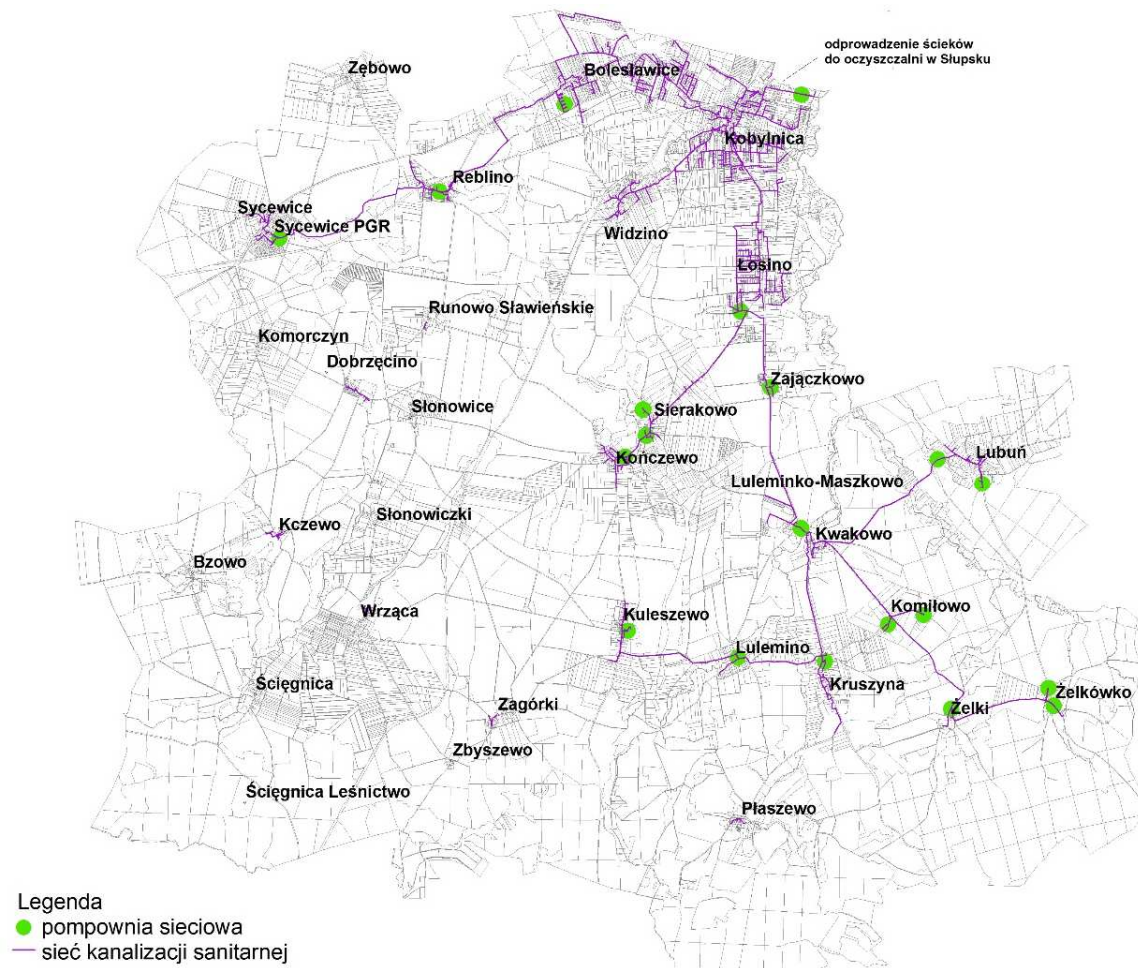 odprowadzenie ścieków
do oczyszczalni w Słupsku
Zębowo
Bolesławice
Kobylnica
Reblino
Sycewice
Sycewice PGR
Widzino
Łosino
Runowo Sławieńskie
Komorczyn
Dobrzęcino
Zajączkowo
Słonowice
Sierakowo
Kończewo
Lubuń
Luleminko-Maszkowo
Słonowiczki
Kczewo
Kwakowo
Bzowo
Wrząca
Kuleszewo
Komiłowo
Lulemino
Ścięgnica
Kruszyna
Żelkówko
Żelki
Zagórki
Zbyszewo
Ścięgnica Leśnictwo
Płaszewo
Legenda
pompownia sieciowa
sieć kanalizacji sanitarnej